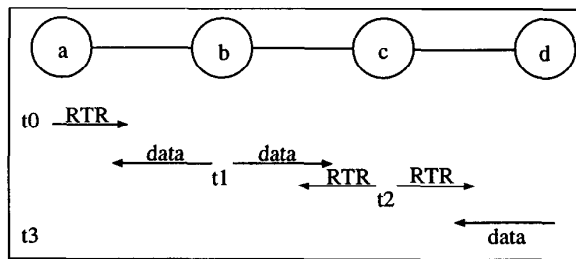 a b c d
t0 RTR
data data
t1
RTR RTR
t2
t3 data